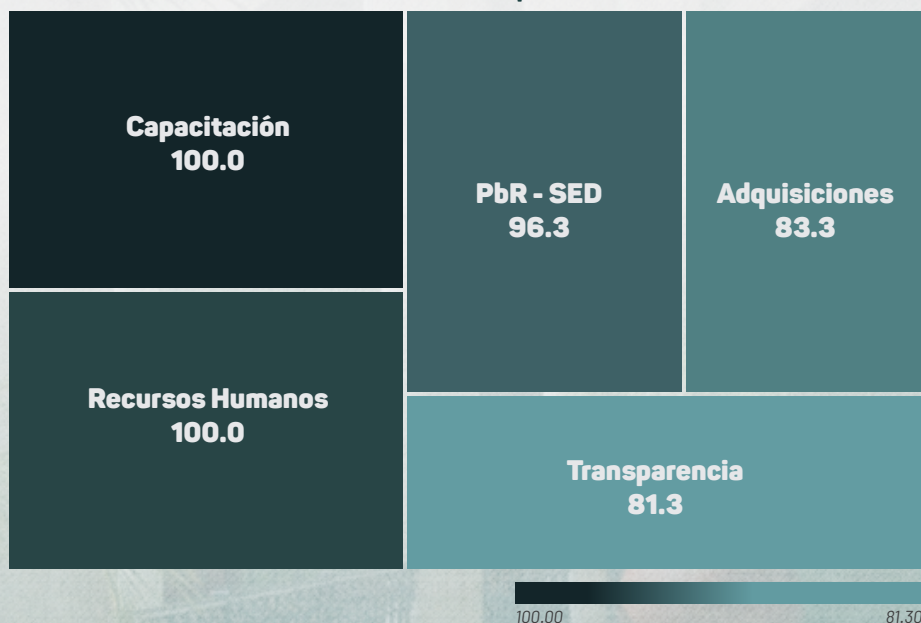 Capacitación
100.0
PbR - SED
96.3
Adquisiciones
83.3
Recursos Humanos
100.0
Transparencia
81.3
100.00
81.30